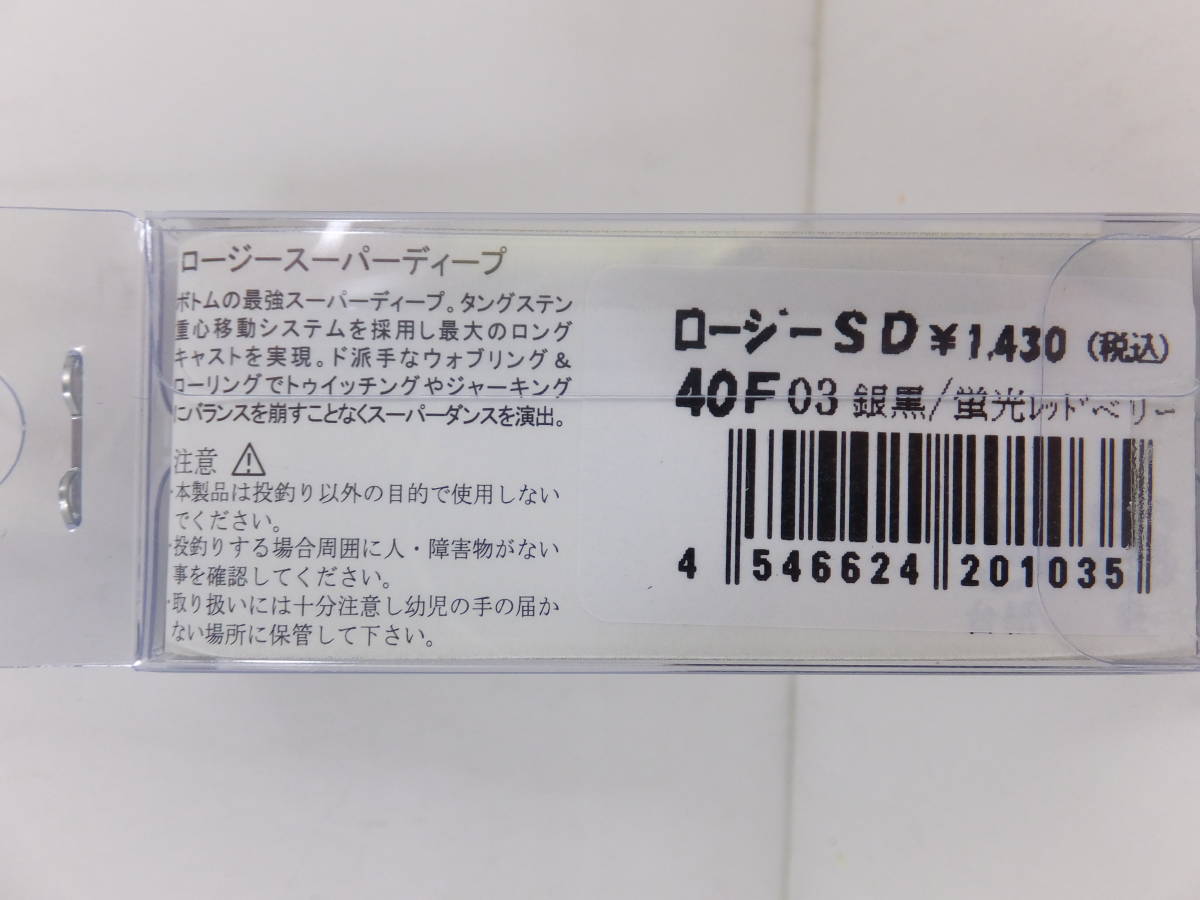 ロージースーパーディープ
ボトムの最強スーパーディープ。タングステン
重心移動システムを採用し最大のロング
キャストを実現。ド派手なウォブリング&
ローリングでトゥイッチングやジャーキング
にバランスを崩すことなくスーパーダンスを演出。
注意
・本製品は投釣り以外の目的で使用しない
でください。
・投釣りする場合周囲に人・障害物がない
事を確認してください。
・取り扱いには十分注意し幼児の手の届か
ない場所に保管して下さい。
ロージーSD ¥1,430 (税込)
40F 03 銀黒/蛍光レッドベリー
4 546624 201035